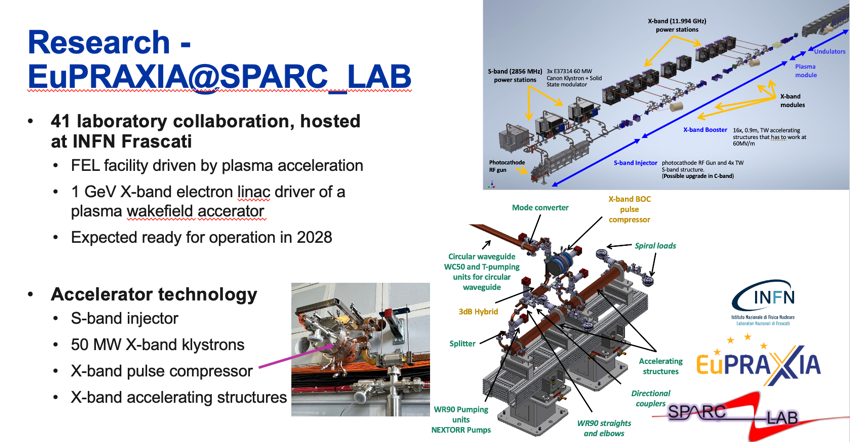 Research -
EuPRAXIA@SPARC_LAB
• 41 laboratory collaboration, hosted
at INFN Frascati
• FEL facility driven by plasma acceleration
• 1 GeV X-band electron linac driver of a
plasma wakefield accerator
• Expected ready for operation in 2028
• Accelerator technology
• S-band injector
• 50 MW X-band klystrons
• X-band pulse compressor
• X-band accelerating structures
X-band (11.994 GHz)
power stations
Undulators
Plasma
module
S-band (2856 MHz)
power stations
3x E37314 60 MW
Canon Klystron + Solid
State modulator
X-band
modules
X-band Booster
16x, 0.9m, TW accelerating
structures that has to work at
60MV/m
Photocathode
RF gun
S-band Injector
photocathode RF Gun and 4x TW
S-band structure.
(Possible upgrade in C-band)
Mode converter
X-band BOC
pulse
compressor
Spiral loads
Circular waveguide
WC50 and T-pumping
units for circular
waveguide
3dB Hybrid
Splitter
Accelerating
structures
Directional
couplers
WR90 Pumping
units
NEXTORR Pumps
WR90 straights
and elbows
INFN
Istituto Nazionale di Fisica Nucleare
Laboratori Nazionali di Frascati
EuPRAXIA
SPARC LAB